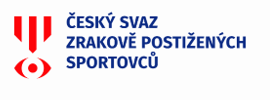 ČESKÝ SVAZ
ZRAKOVĚ POSTIŽENÝCH
SPORTOVCŮ